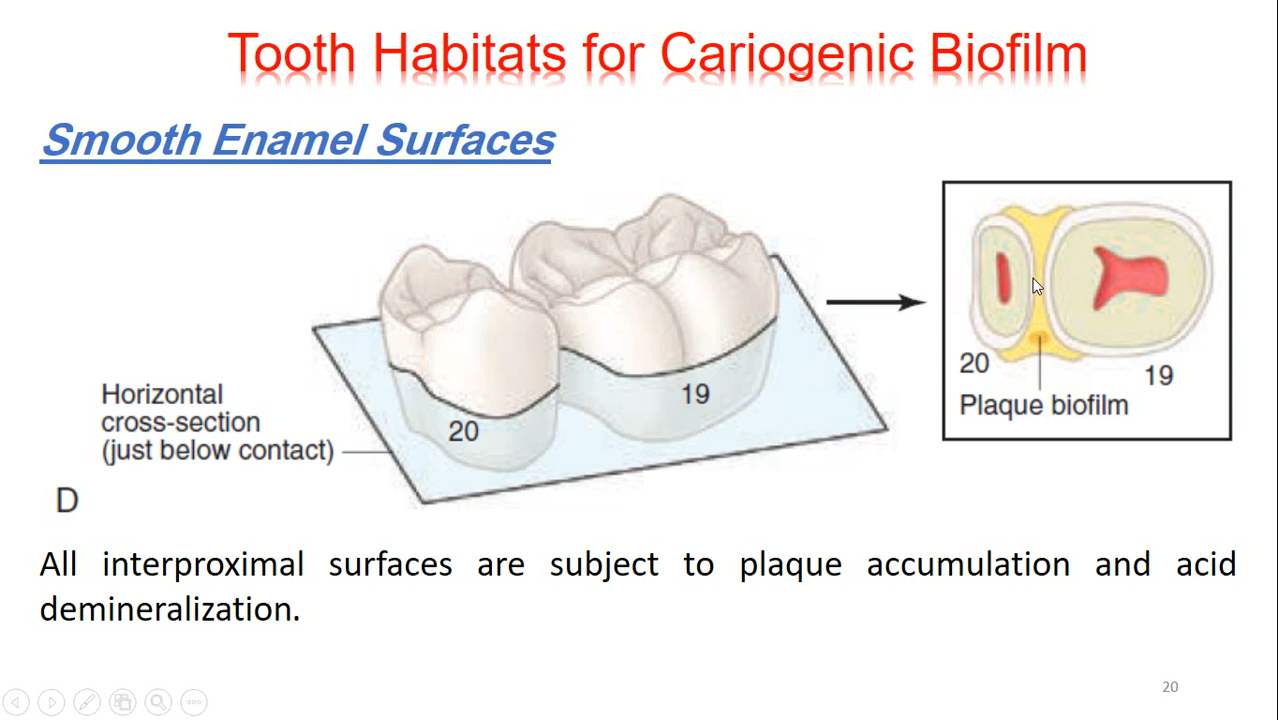 Tooth Habitats for Cariogenic Biofilm
Smooth Enamel Surfaces
Horizontal
cross-section
(just below contact)
20
19
20
19
Plaque biofilm
D
All interproximal surfaces are subject to plaque accumulation and acid
demineralization.
20